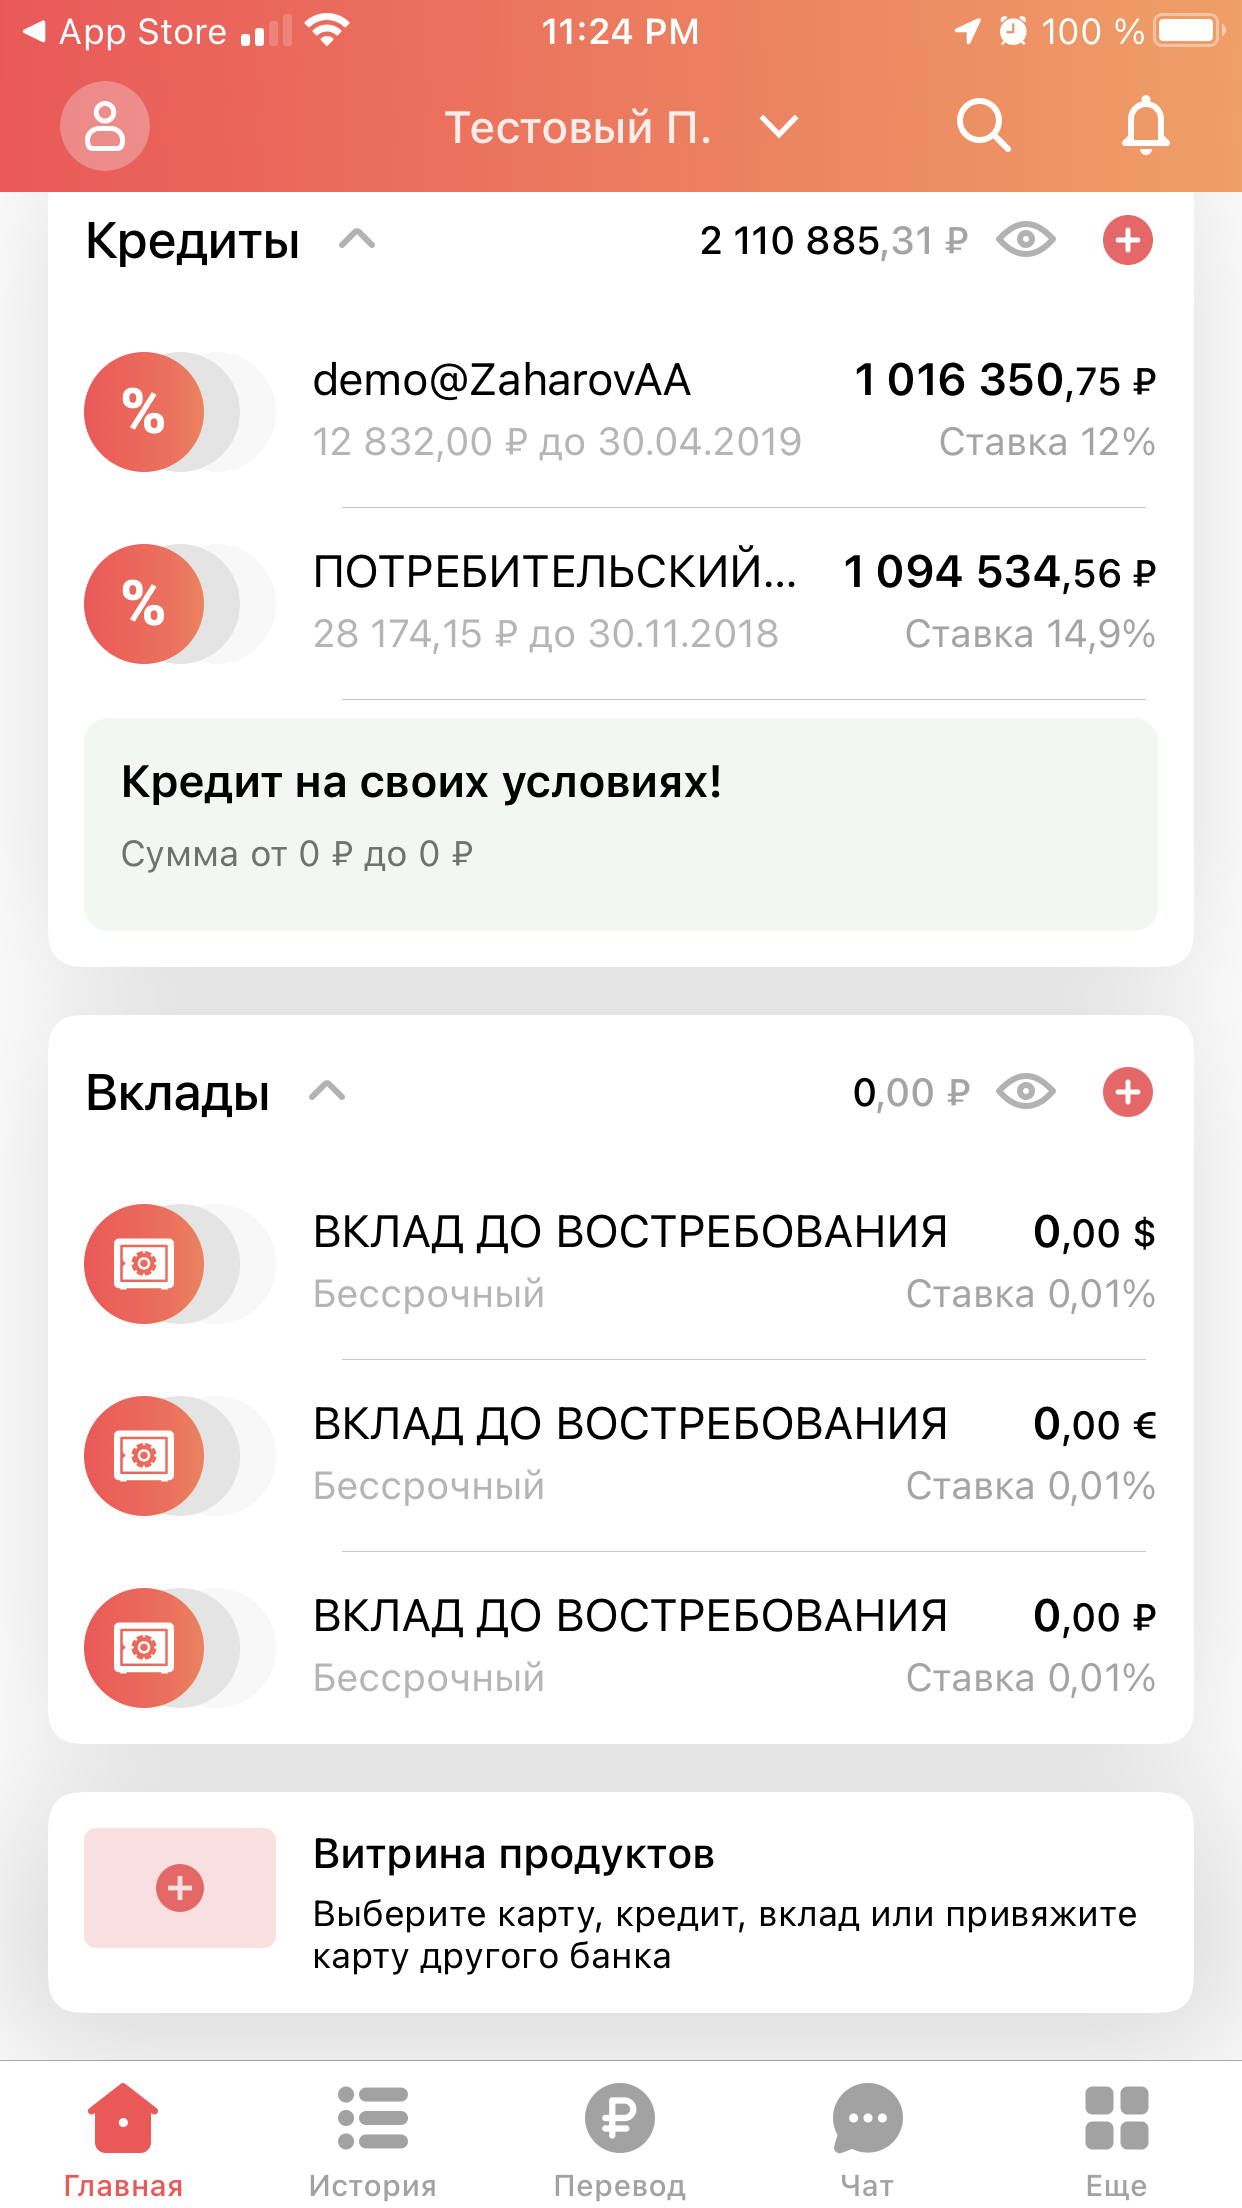 App Store 11:24 PM 100 %
Тестовый П.
Кредиты 2 110 885,31 ₽
demo@ZaharovAA 1 016 350,75 ₽
12 832,00 ₽ до 30.04.2019 Ставка 12%
ПОТРЕБИТЕЛЬСКИЙ... 1 094 534,56 ₽
28 174,15 ₽ до 30.11.2018 Ставка 14,9%
Кредит на своих условиях!
Сумма от 0 ₽ до 0 ₽
Вклады 0,00 ₽
ВКЛАД ДО ВОСТРЕБОВАНИЯ 0,00 $
Бессрочный Ставка 0,01%
ВКЛАД ДО ВОСТРЕБОВАНИЯ 0,00 €
Бессрочный Ставка 0,01%
ВКЛАД ДО ВОСТРЕБОВАНИЯ 0,00 ₽
Бессрочный Ставка 0,01%
Витрина продуктов
Выберите карту, кредит, вклад или привяжите
карту другого банка
Главная История Перевод Чат Еще